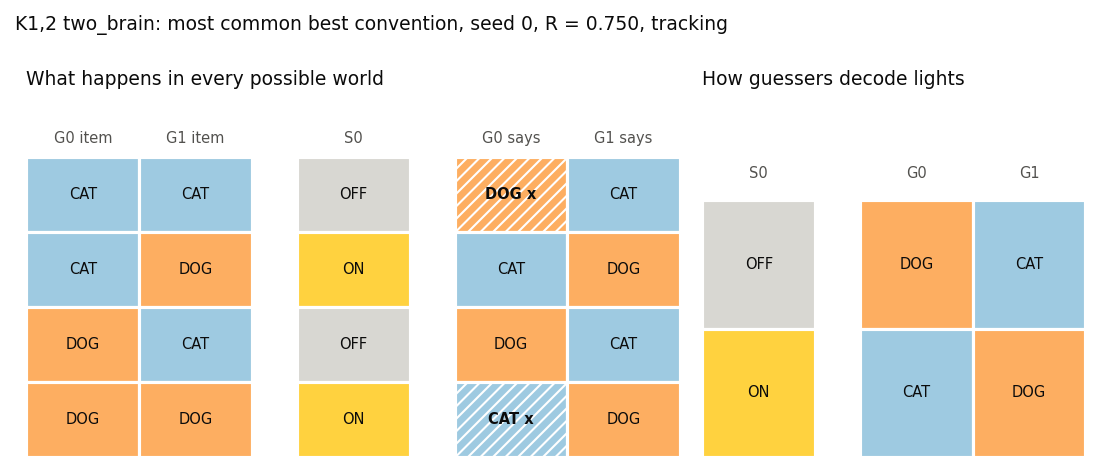 K1,2 two_brain: most common best convention, seed 0, R = 0.750, tracking
What happens in every possible world
How guessers decode lights
G0 item G1 item S0 G0 says G1 says
S0 G0 G1
CAT CAT OFF DOG x CAT
CAT DOG ON CAT DOG
DOG CAT OFF DOG CAT
DOG DOG ON CAT x DOG
OFF DOG CAT
ON CAT DOG